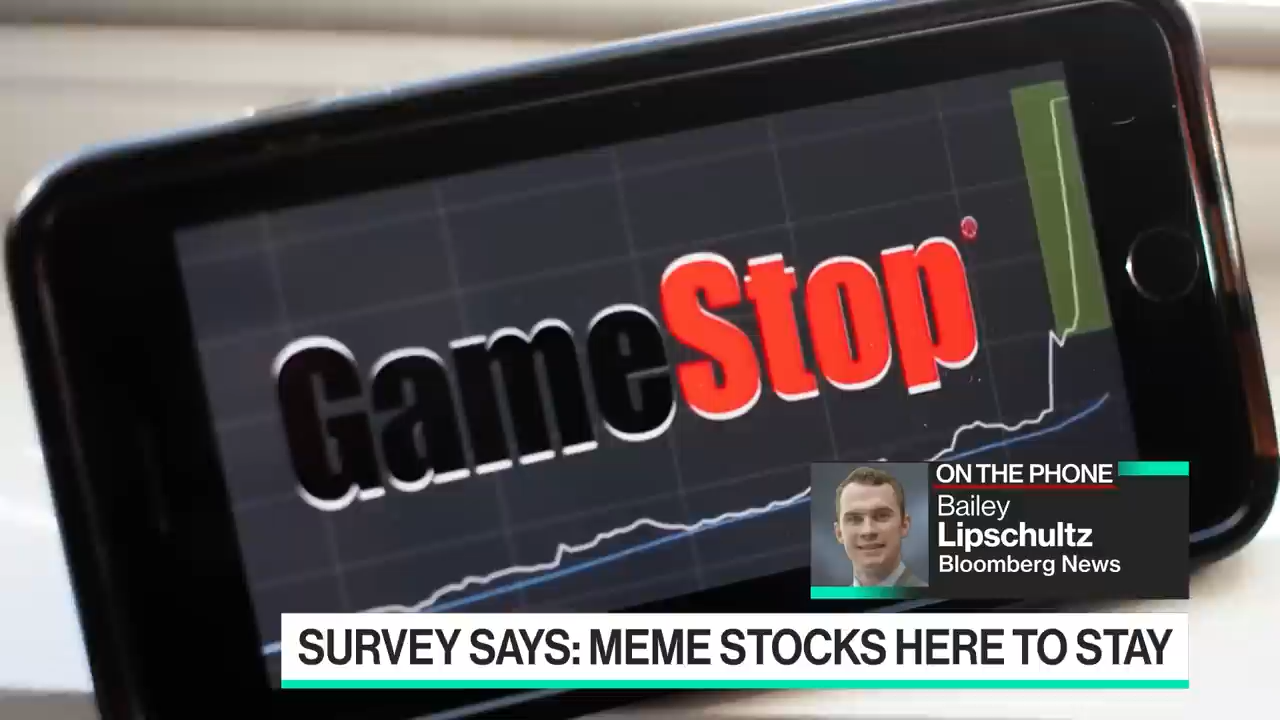 GameStop
ON THE PHONE
Bailey
Lipschultz
Bloomberg News
SURVEY SAYS: MEME STOCKS HERE TO STAY